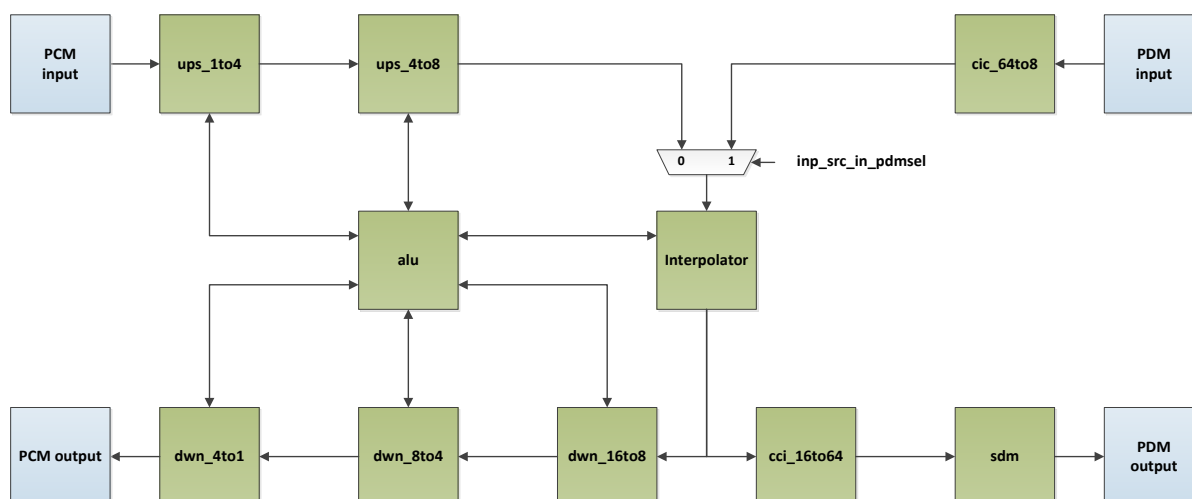 PCM
input
ups_1to4
ups_4to8
cic_64to8
PDM
input
0
1
inp_src_in_pdmsel
alu
Interpolator
PCM output
dwn_4to1
dwn_8to4
dwn_16to8
cci_16to64
sdm
PDM
output